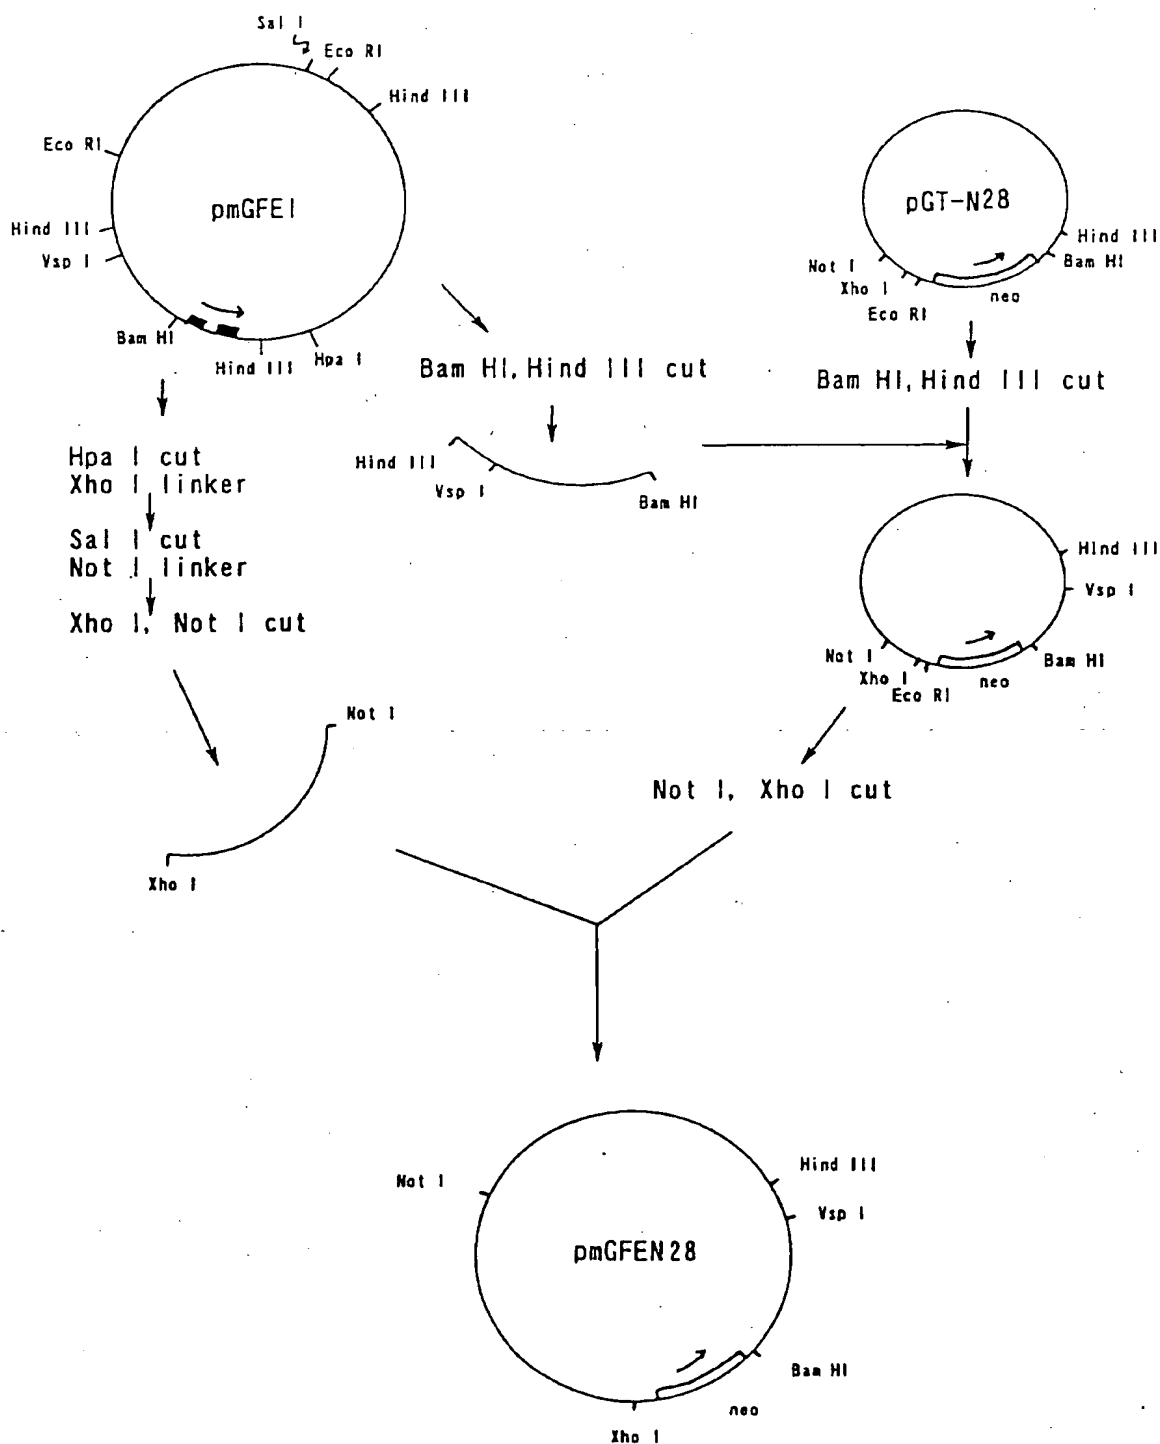 Sal I
Eco RI
Hind III
Eco RI
pmGFE1
Hind III
Vsp I
Bam HI
Hind III
Hpa I
pGT-N28
Hind III
Bam HI
Not I
Xho I
Eco RI
neo
Bam HI, Hind III cut
Bam HI, Hind III cut
Hpa I cut
Xho I linker
Sal I cut
Not I linker
Xho I, Not I cut
Hind III
Vsp I
Bam HI
Hind III
Vsp I
Not I
Xho I
Eco RI
neo
Bam HI
Not I
Xho I
Not I, Xho I cut
Not I
Hind III
Vsp I
pmGFEN28
Bam HI
neo
Xho I